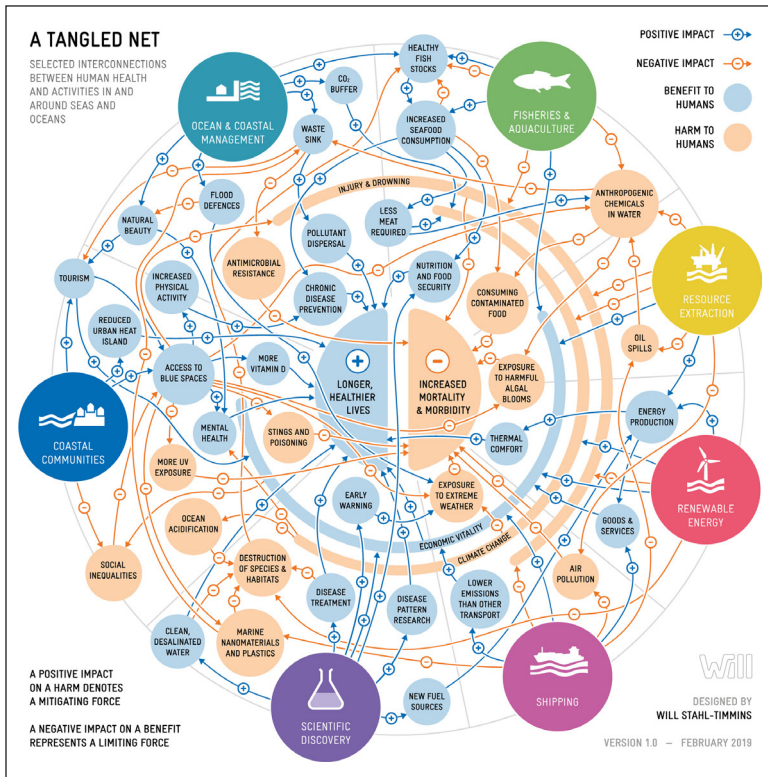 A TANGLED NET
SELECTED INTERCONNECTIONS
BETWEEN HUMAN HEALTH
AND ACTIVITIES IN AND
AROUND SEAS AND
OCEANS
POSITIVE IMPACT
NEGATIVE IMPACT
BENEFIT TO
HUMANS
HARM TO
HUMANS
OCEAN & COASTAL
MANAGEMENT
CO₂
BUFFER
HEALTHY
FISH
STOCKS
FISHERIES &
AQUACULTURE
WASTE
SINK
INCREASED
SEAFOOD
CONSUMPTION
INJURY & DROWNING
FLOOD
DEFENCES
NATURAL
BEAUTY
LESS
MEAT
REQUIRED
ANTHROPOGENIC
CHEMICALS
IN WATER
POLLUTANT
DISPERSAL
ANTIMICROBIAL
RESISTANCE
TOURISM
INCREASED
PHYSICAL
ACTIVITY
CHRONIC
DISEASE
PREVENTION
NUTRITION
AND FOOD
SECURITY
CONSUMING
CONTAMINATED
FOOD
RESOURCE
EXTRACTION
REDUCED
URBAN HEAT
ISLAND
OIL
SPILLS
ACCESS TO
BLUE SPACES
MORE
VITAMIN D
LONGER,
HEALTHIER
LIVES
INCREASED
MORTALITY
& MORBIDITY
EXPOSURE
TO HARMFUL
ALGAL
BLOOMS
COASTAL
COMMUNITIES
MENTAL
HEALTH
STINGS AND
POISONING
THERMAL
COMFORT
ENERGY
PRODUCTION
MORE UV
EXPOSURE
EARLY
WARNING
EXPOSURE
TO EXTREME
WEATHER
RENEWABLE
ENERGY
OCEAN
ACIDIFICATION
GOODS &
SERVICES
ECONOMIC VITALITY
CLIMATE CHANGE
SOCIAL
INEQUALITIES
DESTRUCTION
OF SPECIES &
HABITATS
DISEASE
TREATMENT
DISEASE
PATTERN
RESEARCH
LOWER
EMISSIONS
THAN OTHER
TRANSPORT
AIR
POLLUTION
CLEAN,
DESALINATED
WATER
MARINE
NANOMATERIALS
AND PLASTICS
SCIENTIFIC
DISCOVERY
NEW FUEL
SOURCES
SHIPPING
A POSITIVE IMPACT
ON A HARM DENOTES
A MITIGATING FORCE
A NEGATIVE IMPACT ON A BENEFIT
REPRESENTS A LIMITING FORCE
Will
DESIGNED BY
WILL STAHL-TIMMINS
VERSION 1.0 – FEBRUARY 2019